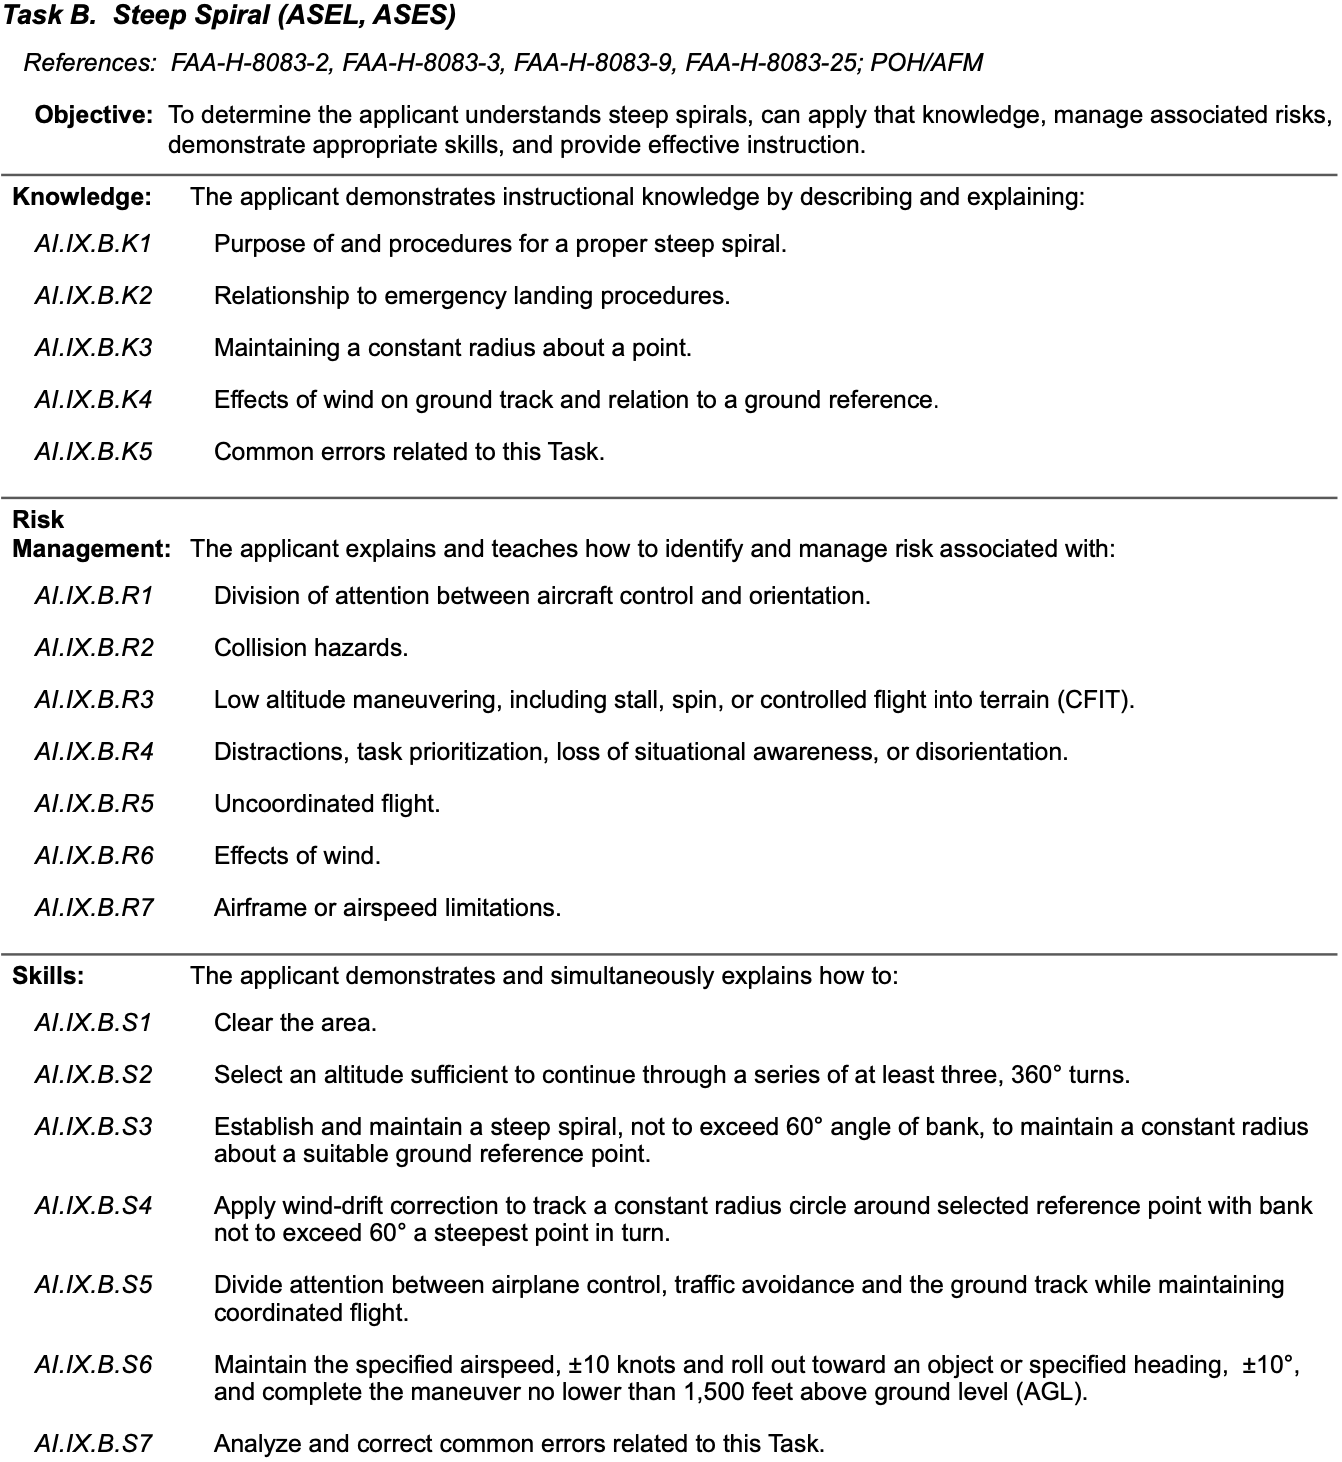 Task B. Steep Spiral (ASEL, ASES)
References: FAA-H-8083-2, FAA-H-8083-3, FAA-H-8083-9, FAA-H-8083-25; POH/AFM
Objective: To determine the applicant understands steep spirals, can apply that knowledge, manage associated risks,
demonstrate appropriate skills, and provide effective instruction.
Knowledge: The applicant demonstrates instructional knowledge by describing and explaining:
AI.IX.B.K1 Purpose of and procedures for a proper steep spiral.
AI.IX.B.K2 Relationship to emergency landing procedures.
AI.IX.B.K3 Maintaining a constant radius about a point.
AI.IX.B.K4 Effects of wind on ground track and relation to a ground reference.
AI.IX.B.K5 Common errors related to this Task.
Risk
Management: The applicant explains and teaches how to identify and manage risk associated with:
AI.IX.B.R1 Division of attention between aircraft control and orientation.
AI.IX.B.R2 Collision hazards.
AI.IX.B.R3 Low altitude maneuvering, including stall, spin, or controlled flight into terrain (CFIT).
AI.IX.B.R4 Distractions, task prioritization, loss of situational awareness, or disorientation.
AI.IX.B.R5 Uncoordinated flight.
AI.IX.B.R6 Effects of wind.
AI.IX.B.R7 Airframe or airspeed limitations.
Skills: The applicant demonstrates and simultaneously explains how to:
AI.IX.B.S1 Clear the area.
AI.IX.B.S2 Select an altitude sufficient to continue through a series of at least three, 360° turns.
AI.IX.B.S3 Establish and maintain a steep spiral, not to exceed 60° angle of bank, to maintain a constant radius
about a suitable ground reference point.
AI.IX.B.S4 Apply wind-drift correction to track a constant radius circle around selected reference point with bank
not to exceed 60° a steepest point in turn.
AI.IX.B.S5 Divide attention between airplane control, traffic avoidance and the ground track while maintaining
coordinated flight.
AI.IX.B.S6 Maintain the specified airspeed, ±10 knots and roll out toward an object or specified heading, ±10°,
and complete the maneuver no lower than 1,500 feet above ground level (AGL).
AI.IX.B.S7 Analyze and correct common errors related to this Task.